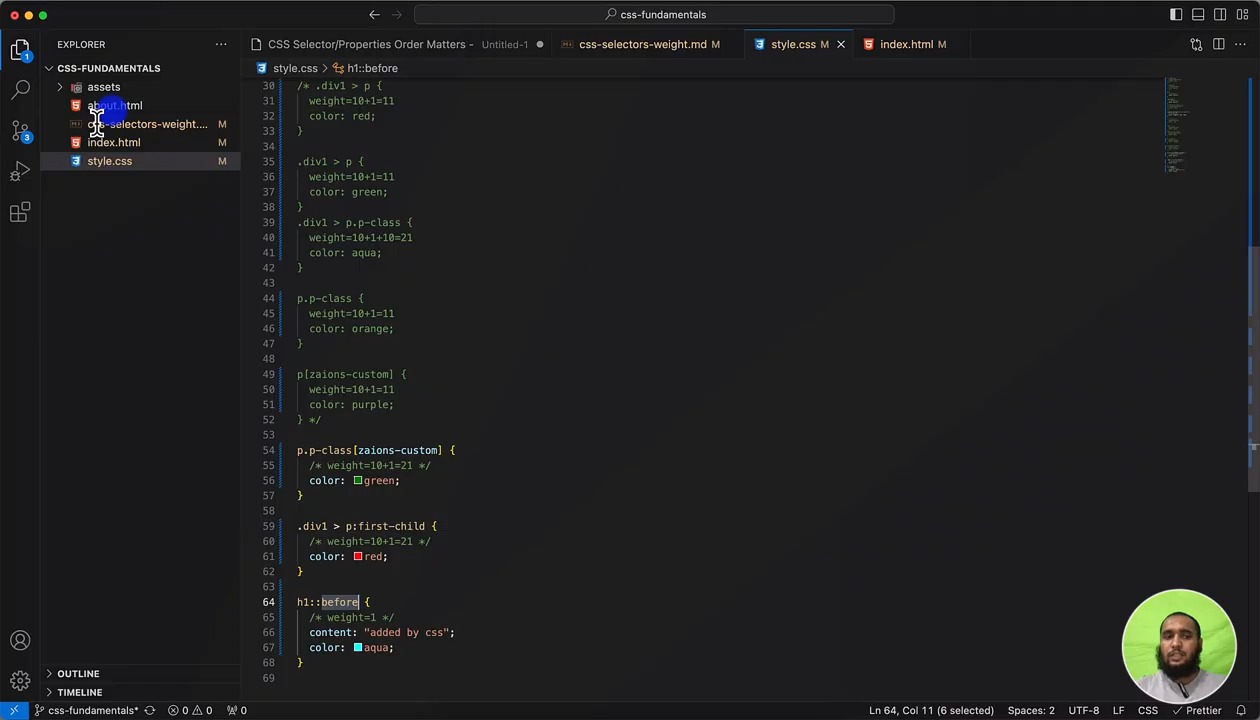 css-fundamentals
EXPLORER
CSS Selector/Properties Order Matters - Untitled-1
css-selectors-weight.md M
style.css M
index.html M
CSS-FUNDAMENTALS
style.css > h1::before
assets
about.html
css-selectors-weight.... M
index.html M
style.css M
1
3
30 /* .div1 > p {
31 weight=10+1=11
32 color: red;
33 }
34
35 .div1 > p {
36 weight=10+1=11
37 color: green;
38 }
39 .div1 > p.p-class {
40 weight=10+1+10=21
41 color: aqua;
42 }
43
44 p.p-class {
45 weight=10+1=11
46 color: orange;
47 }
48
49 p[zaions-custom] {
50 weight=10+1=11
51 color: purple;
52 } */
53
54 p.p-class[zaions-custom] {
55 /* weight=10+1=21 */
56 color: green;
57 }
58
59 .div1 > p:first-child {
60 /* weight=10+1=21 */
61 color: red;
62 }
63
64 h1::before {
65 /* weight=1 */
66 content: "added by css";
67 color: aqua;
68 }
69
OUTLINE
TIMELINE
css-fundamentals* 0 0 0 Ln 64, Col 11 (6 selected) Spaces: 2 UTF-8 LF CSS Prettier